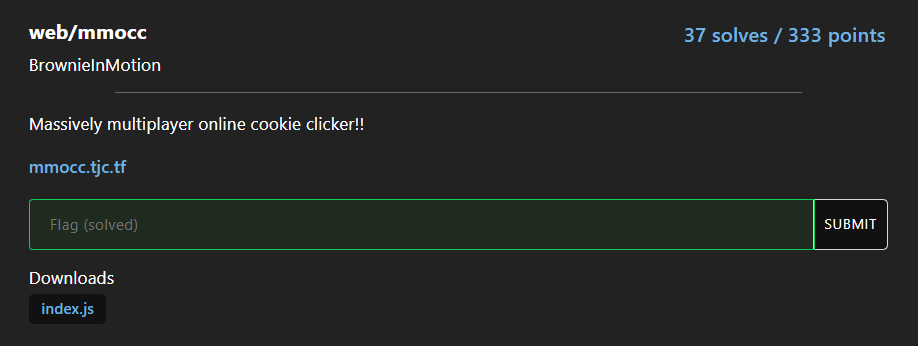 web/mmocc
37 solves / 333 points
BrownieInMotion
Massively multiplayer online cookie clicker!!
mmocc.tjc.tf
Flag (solved)
SUBMIT
Downloads
index.js